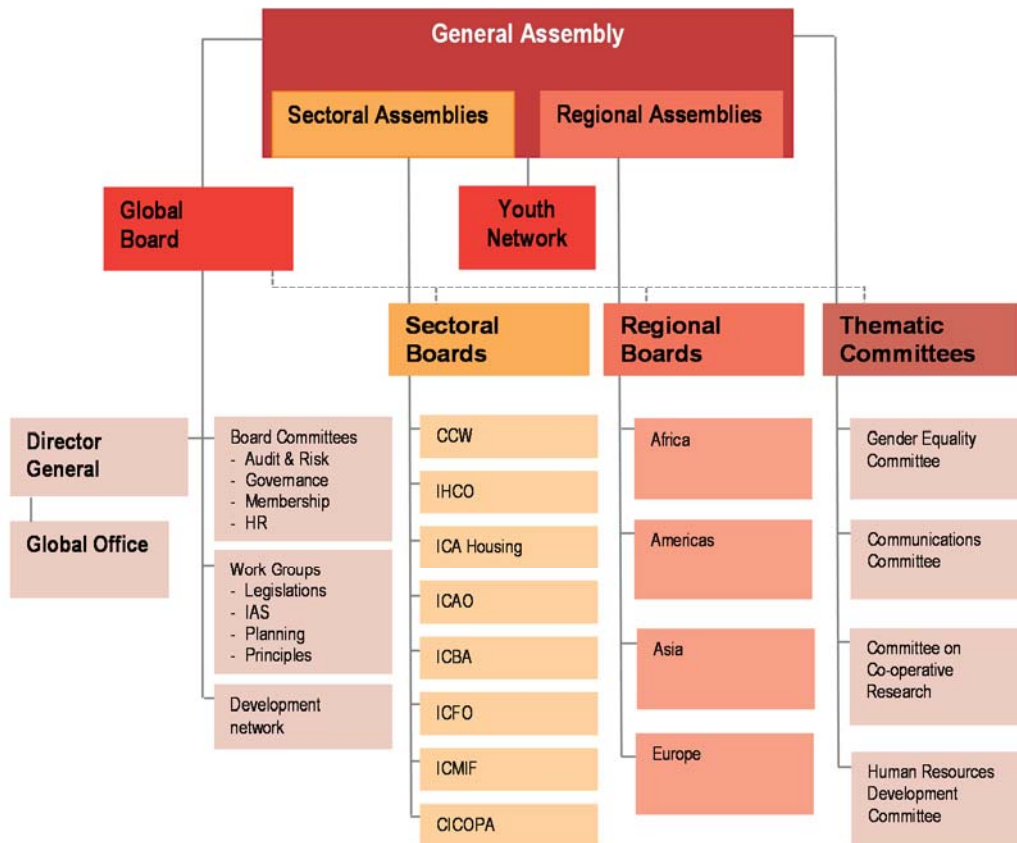 General Assembly
Sectoral Assemblies
Regional Assemblies
Global
Board
Youth
Network
Sectoral
Boards
Regional
Boards
Thematic
Committees
Director
General
Global Office
Board Committees
- Audit & Risk
- Governance
- Membership
- HR
Work Groups
- Legislations
- IAS
- Planning
- Principles
Development
network
CCW
IHCO
ICA Housing
ICAO
ICBA
ICFO
ICMIF
CICOPA
Africa
Americas
Asia
Europe
Gender Equality
Committee
Communications
Committee
Committee on
Co-operative
Research
Human Resources
Development
Committee